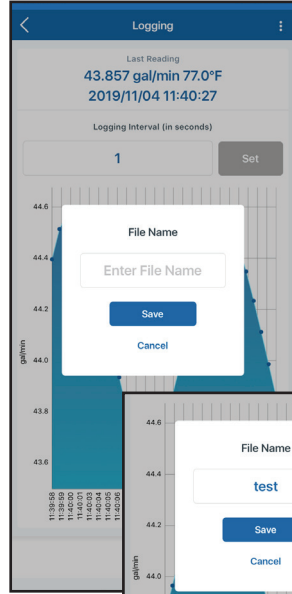 Logging
Last Reading
43.857 gal/min 77.0°F
2019/11/04 11:40:27
Logging Interval (in seconds)
1
Set
44.6
44.4
44.2
44.0
43.8
43.6
gal/min
File Name
Enter File Name
Save
Cancel
11:39:58
11:39:59
11:40:00
11:40:01
11:40:03
11:40:04
11:40:05
11:40:06
44.6
44.4
44.2
44.0
gal/min
File Name
test
Save
Cancel